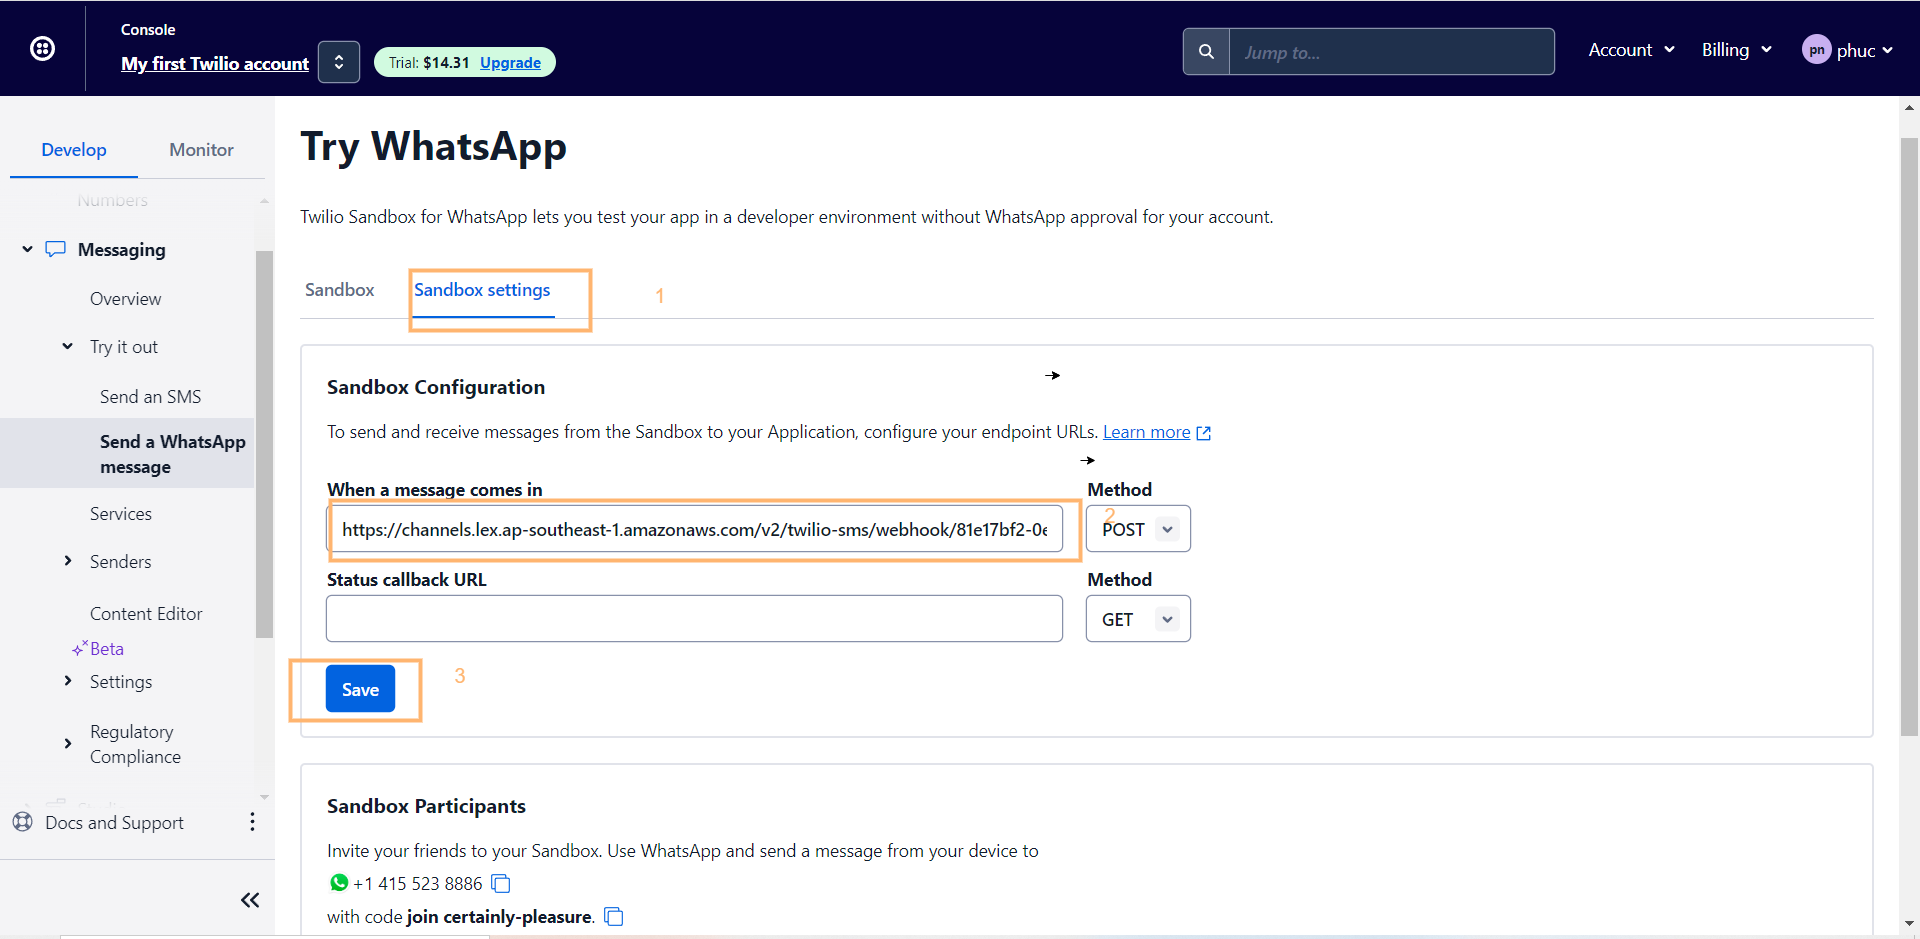 Console
My first Twilio account
Trial: $14.31 Upgrade
Jump to...
Account
Billing
pn phuc
Develop
Monitor
Numbers
Messaging
Overview
Try it out
Send an SMS
Send a WhatsApp
message
Services
Senders
Content Editor
Beta
Settings
Regulatory
Compliance
Docs and Support
Try WhatsApp
Twilio Sandbox for WhatsApp lets you test your app in a developer environment without WhatsApp approval for your account.
Sandbox
Sandbox settings
1
Sandbox Configuration
To send and receive messages from the Sandbox to your Application, configure your endpoint URLs. Learn more
When a message comes in
Method
https://channels.lex.ap-southeast-1.amazonaws.com/v2/twilio-sms/webhook/81e17bf2-0e
2
POST
Status callback URL
Method
GET
Save
3
Sandbox Participants
Invite your friends to your Sandbox. Use WhatsApp and send a message from your device to
+1 415 523 8886
with code join certainly-pleasure.